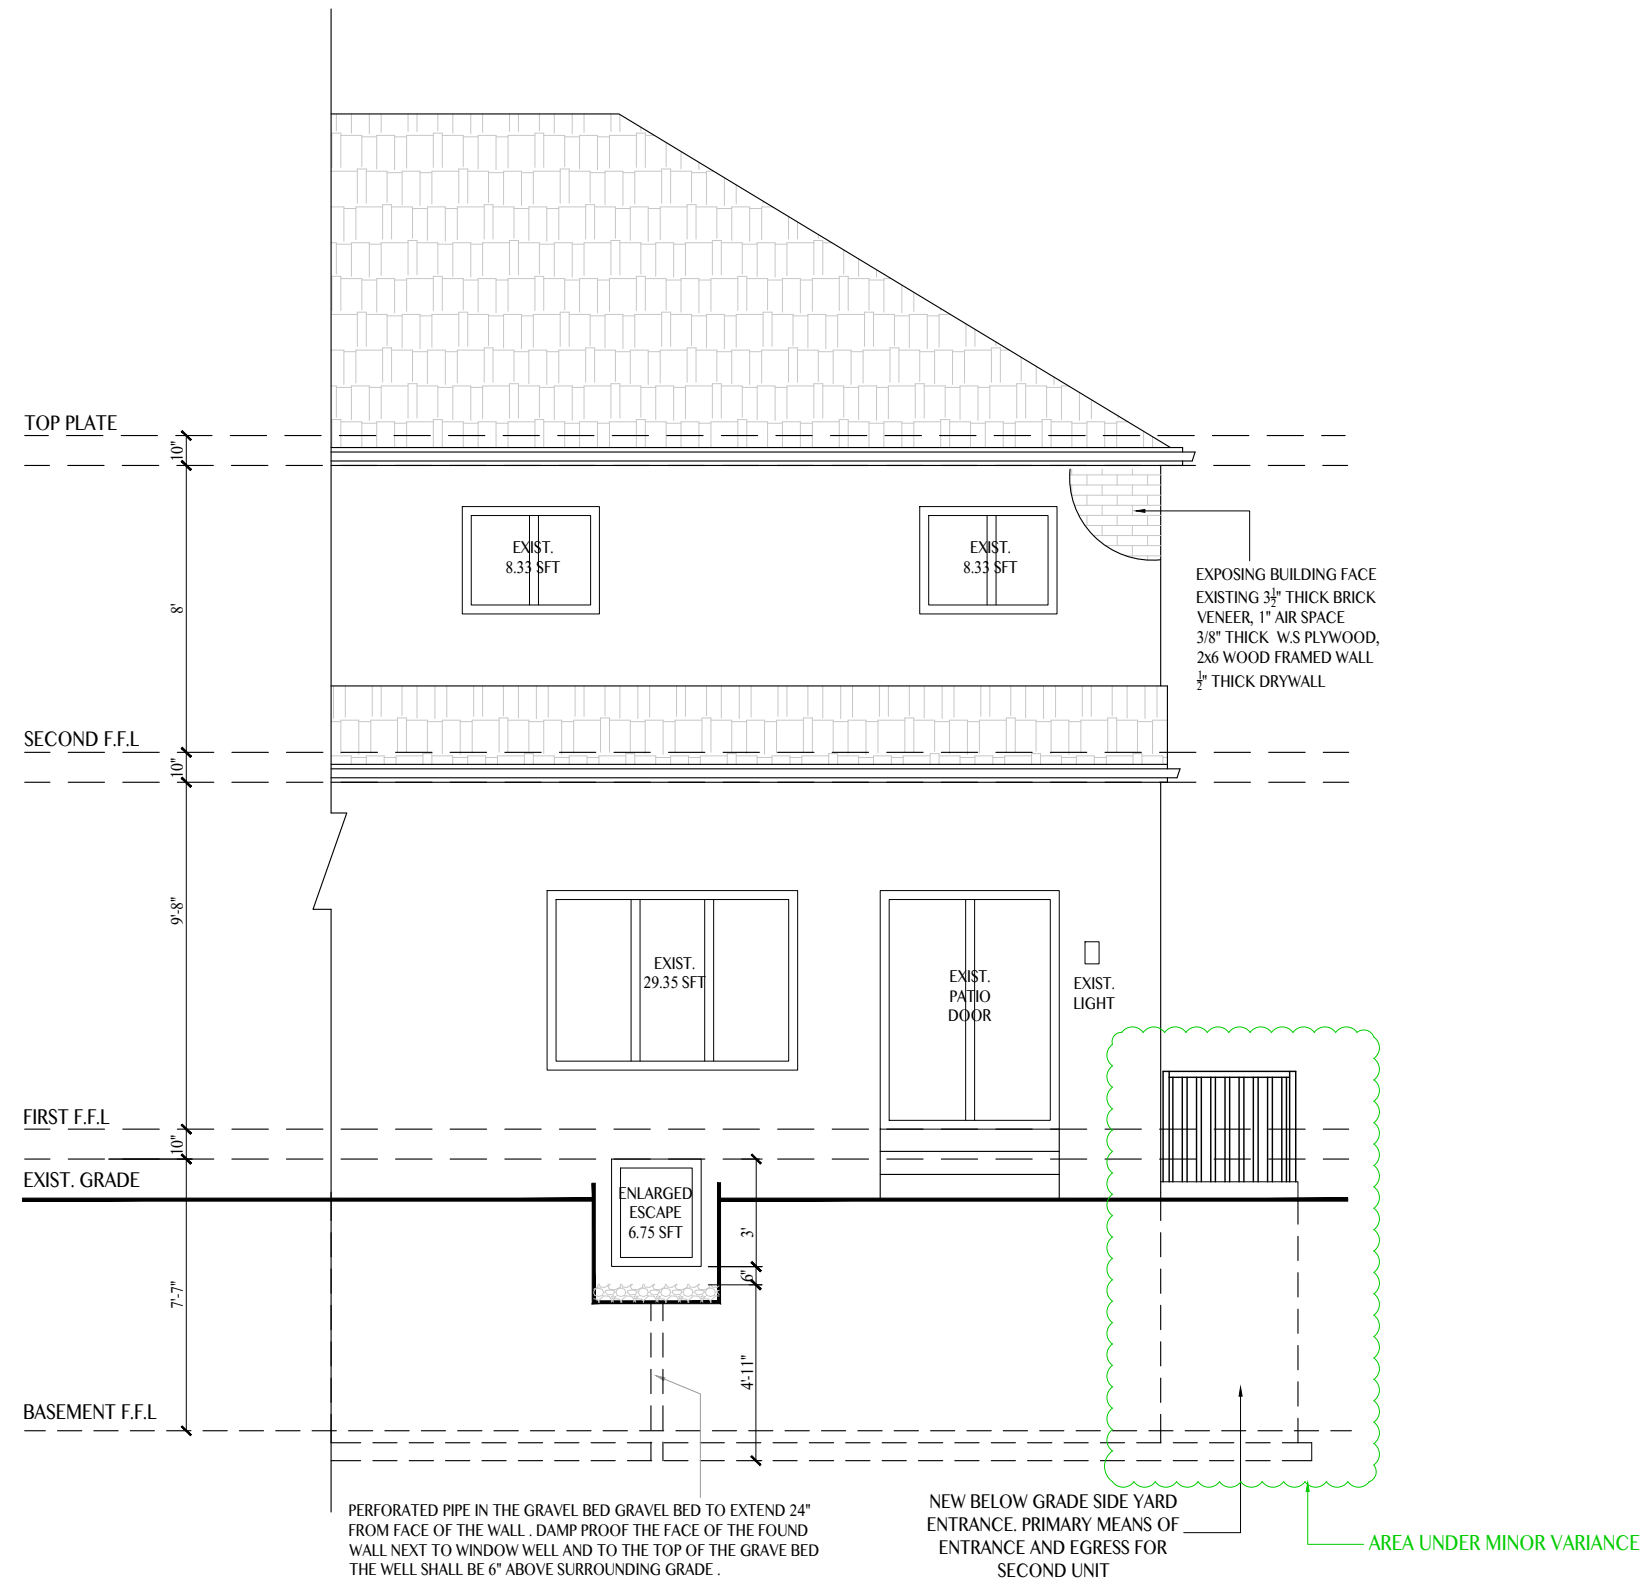 TOP PLATE
10"
EXIST.
8.33 SFT
EXIST.
8.33 SFT
EXPOSING BUILDING FACE
EXISTING 3½" THICK BRICK
VENEER, 1" AIR SPACE
3/8" THICK W.S PLYWOOD,
2x6 WOOD FRAMED WALL
½" THICK DRYWALL
8'
SECOND F.F.L
10"
9'-8"
EXIST.
29.35 SFT
EXIST.
PATIO
DOOR
EXIST.
LIGHT
FIRST F.F.L
10"
EXIST. GRADE
ENLARGED
ESCAPE
6.75 SFT
3'
6"
7'-7"
4'-11"
BASEMENT F.F.L
PERFORATED PIPE IN THE GRAVEL BED GRAVEL BED TO EXTEND 24"
FROM FACE OF THE WALL . DAMP PROOF THE FACE OF THE FOUND
WALL NEXT TO WINDOW WELL AND TO THE TOP OF THE GRAVE BED
THE WELL SHALL BE 6" ABOVE SURROUNDING GRADE .
NEW BELOW GRADE SIDE YARD
ENTRANCE. PRIMARY MEANS OF
ENTRANCE AND EGRESS FOR
SECOND UNIT
AREA UNDER MINOR VARIANCE